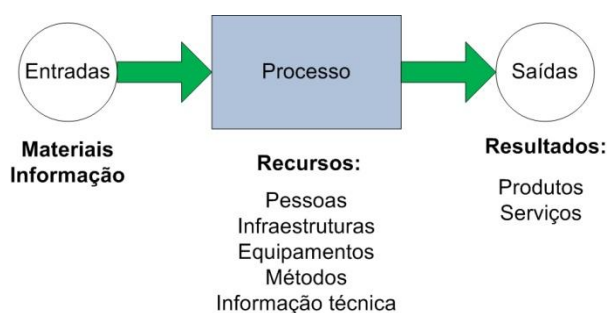 Entradas
Processo
Saídas
Materiais
Informação
Recursos:
Pessoas
Infraestruturas
Equipamentos
Métodos
Informação técnica
Resultados:
Produtos
Serviços